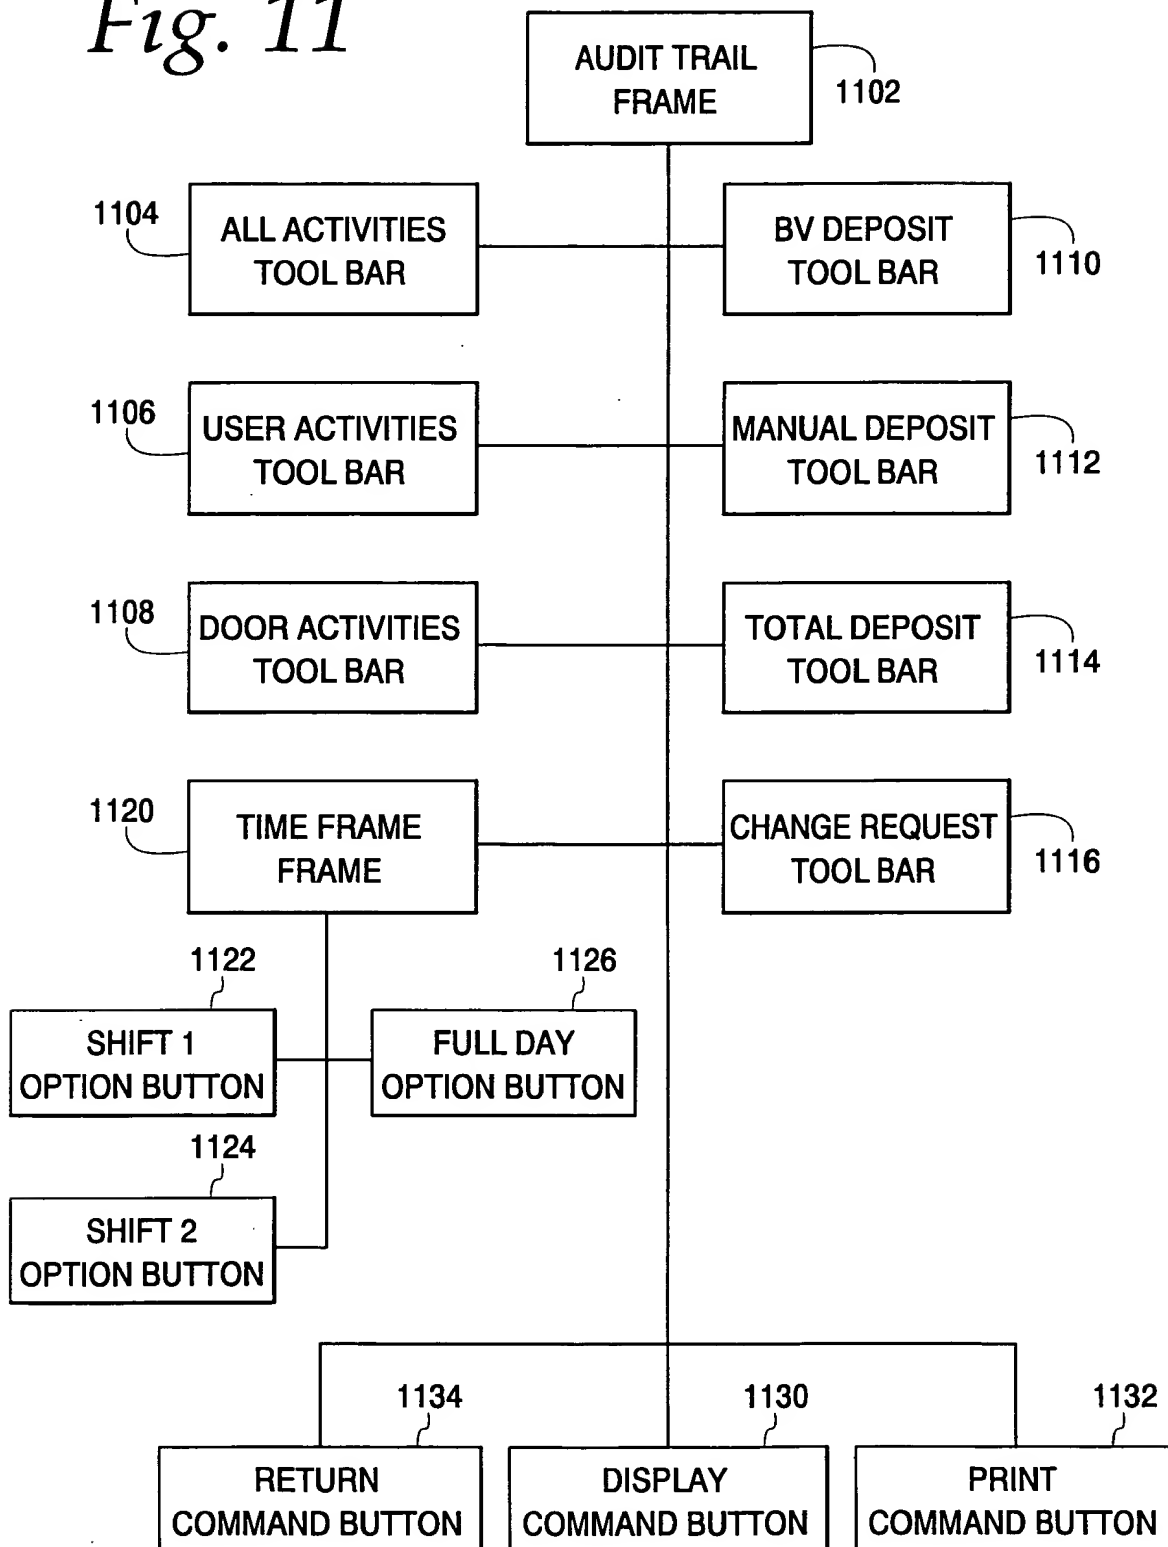 Fig. 11
AUDIT TRAIL
FRAME
1102
1104
ALL ACTIVITIES
TOOL BAR
BV DEPOSIT
TOOL BAR
1110
1106
USER ACTIVITIES
TOOL BAR
MANUAL DEPOSIT
TOOL BAR
1112
1108
DOOR ACTIVITIES
TOOL BAR
TOTAL DEPOSIT
TOOL BAR
1114
1120
TIME FRAME
FRAME
CHANGE REQUEST
TOOL BAR
1116
1122
SHIFT 1
OPTION BUTTON
1126
FULL DAY
OPTION BUTTON
1124
SHIFT 2
OPTION BUTTON
1134
RETURN
COMMAND BUTTON
1130
DISPLAY
COMMAND BUTTON
1132
PRINT
COMMAND BUTTON